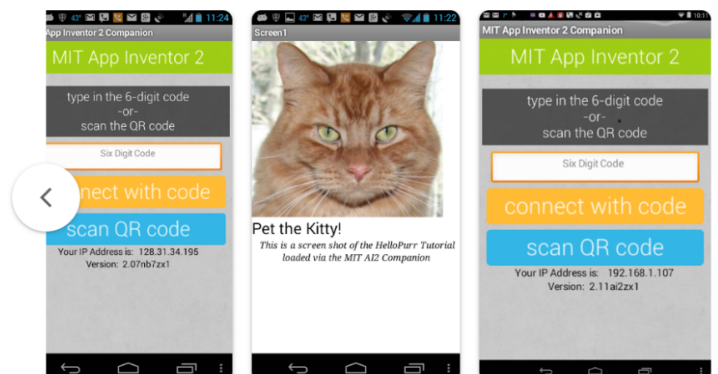 43° 11:24
App Inventor 2 Companion
MIT App Inventor 2
type in the 6-digit code
-or-
scan the QR code
Six Digit Code
nnect with code
scan QR code
Your IP Address is: 128.31.34.195
Version: 2.07nb7zx1
43° 11:22
Screen1
Pet the Kitty!
This is a screen shot of the HelloPurr Tutorial
loaded via the MIT AI2 Companion
10:11
MIT App Inventor 2 Companion
MIT App Inventor 2
type in the 6-digit code
-or-
scan the QR code
Six Digit Code
connect with code
scan QR code
Your IP Address is: 192.168.1.107
Version: 2.11ai2zx1